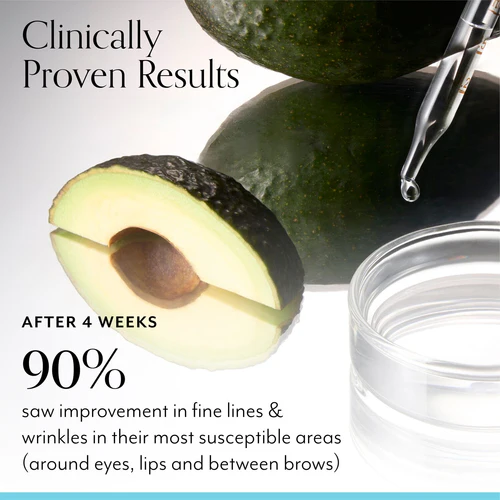 Clinically
Proven Results
AFTER 4 WEEKS
90%
saw improvement in fine lines &
wrinkles in their most susceptible areas
(around eyes, lips and between brows)